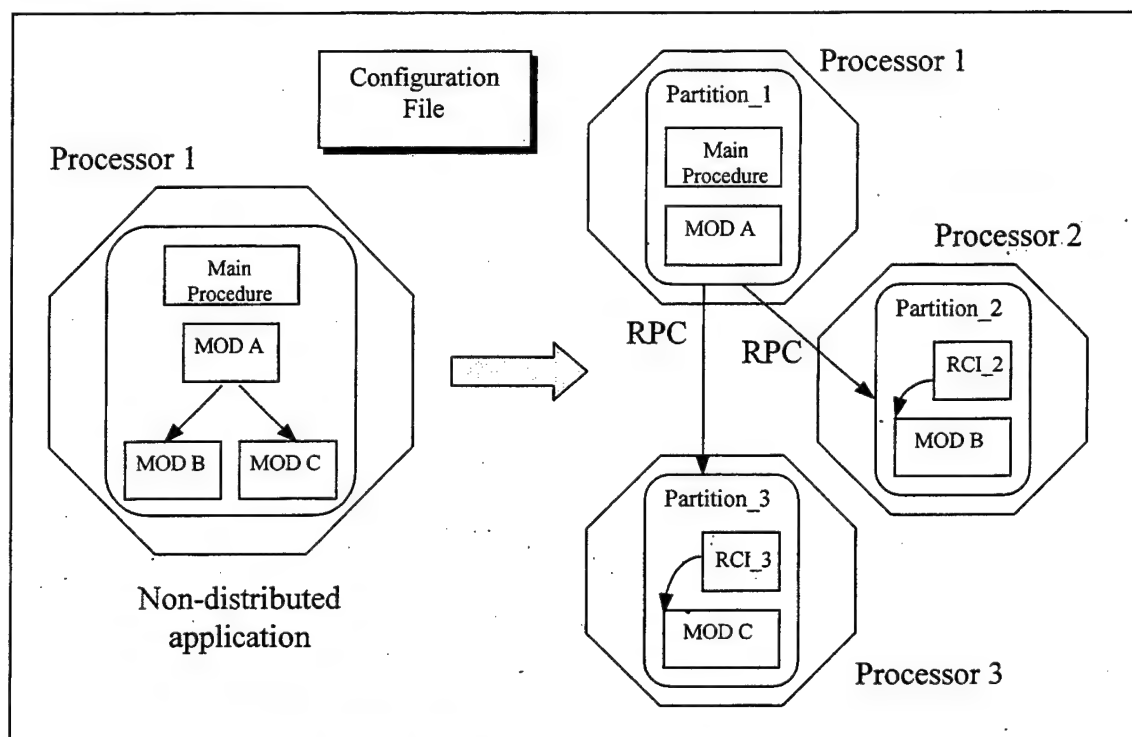 Configuration
File
Processor 1
Main
Procedure
MOD A
MOD B
MOD C
Non-distributed
application
Processor 1
Partition_1
Main
Procedure
MOD A
RPC
RPC
Processor 2
Partition_2
RCI_2
MOD B
Partition_3
RCI_3
MOD C
Processor 3